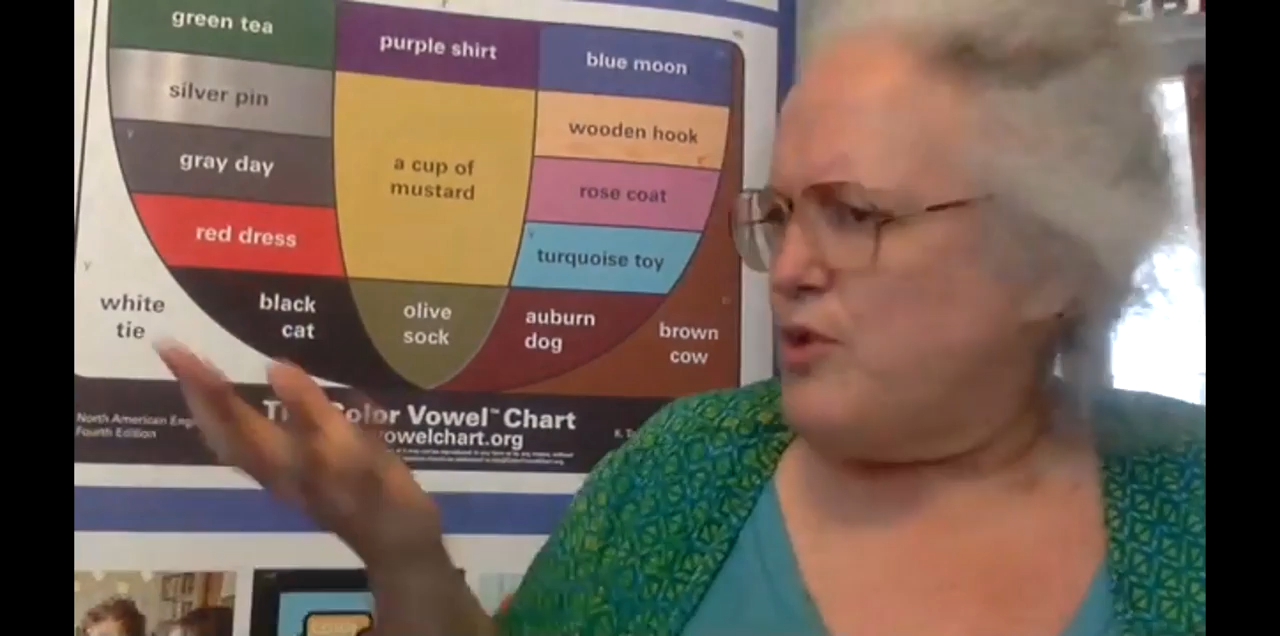 green tea
purple shirt
blue moon
silver pin
wooden hook
gray day
a cup of
mustard
rose coat
red dress
turquoise toy
white
tie
black
cat
olive
sock
auburn
dog
brown
cow
North American
Fourth Edition
Color Vowel™ Chart
vowelchart.org